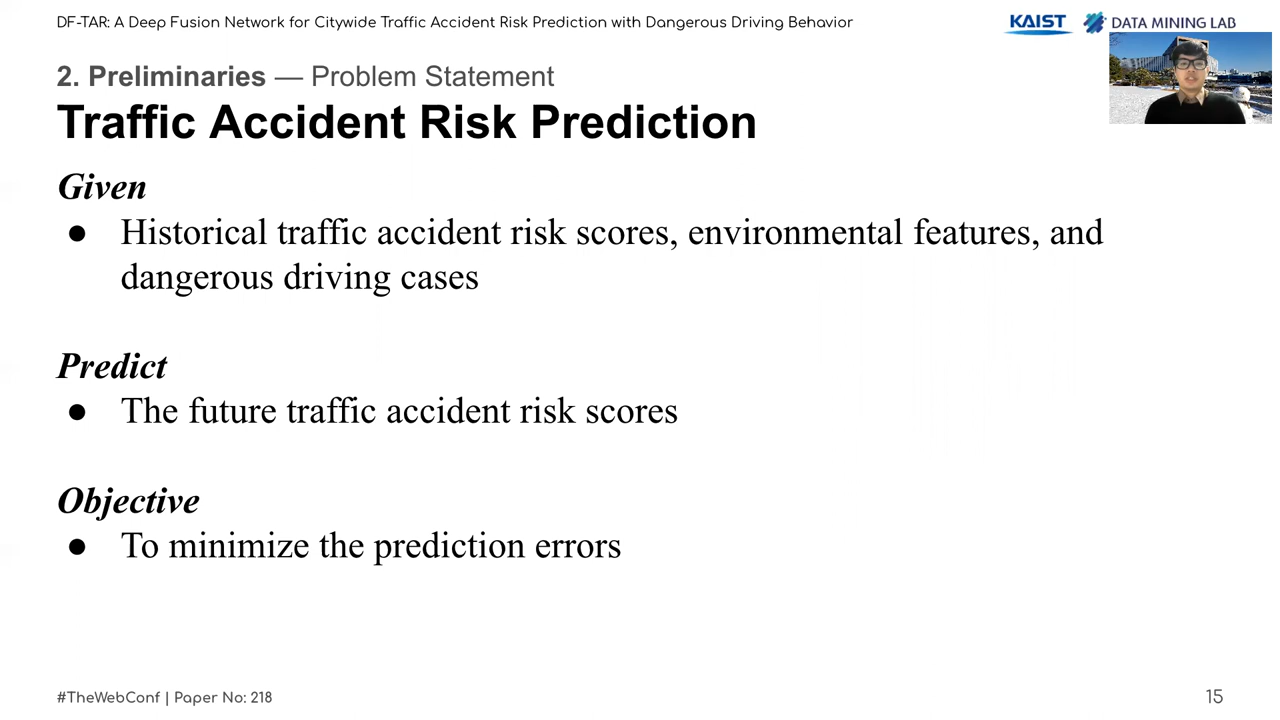 DF-TAR: A Deep Fusion Network for Citywide Traffic Accident Risk Prediction with Dangerous Driving Behavior
KAIST DATA MINING LAB
2. Preliminaries — Problem Statement
Traffic Accident Risk Prediction
Given
● Historical traffic accident risk scores, environmental features, and
dangerous driving cases
Predict
● The future traffic accident risk scores
Objective
● To minimize the prediction errors
#TheWebConf | Paper No: 218
15